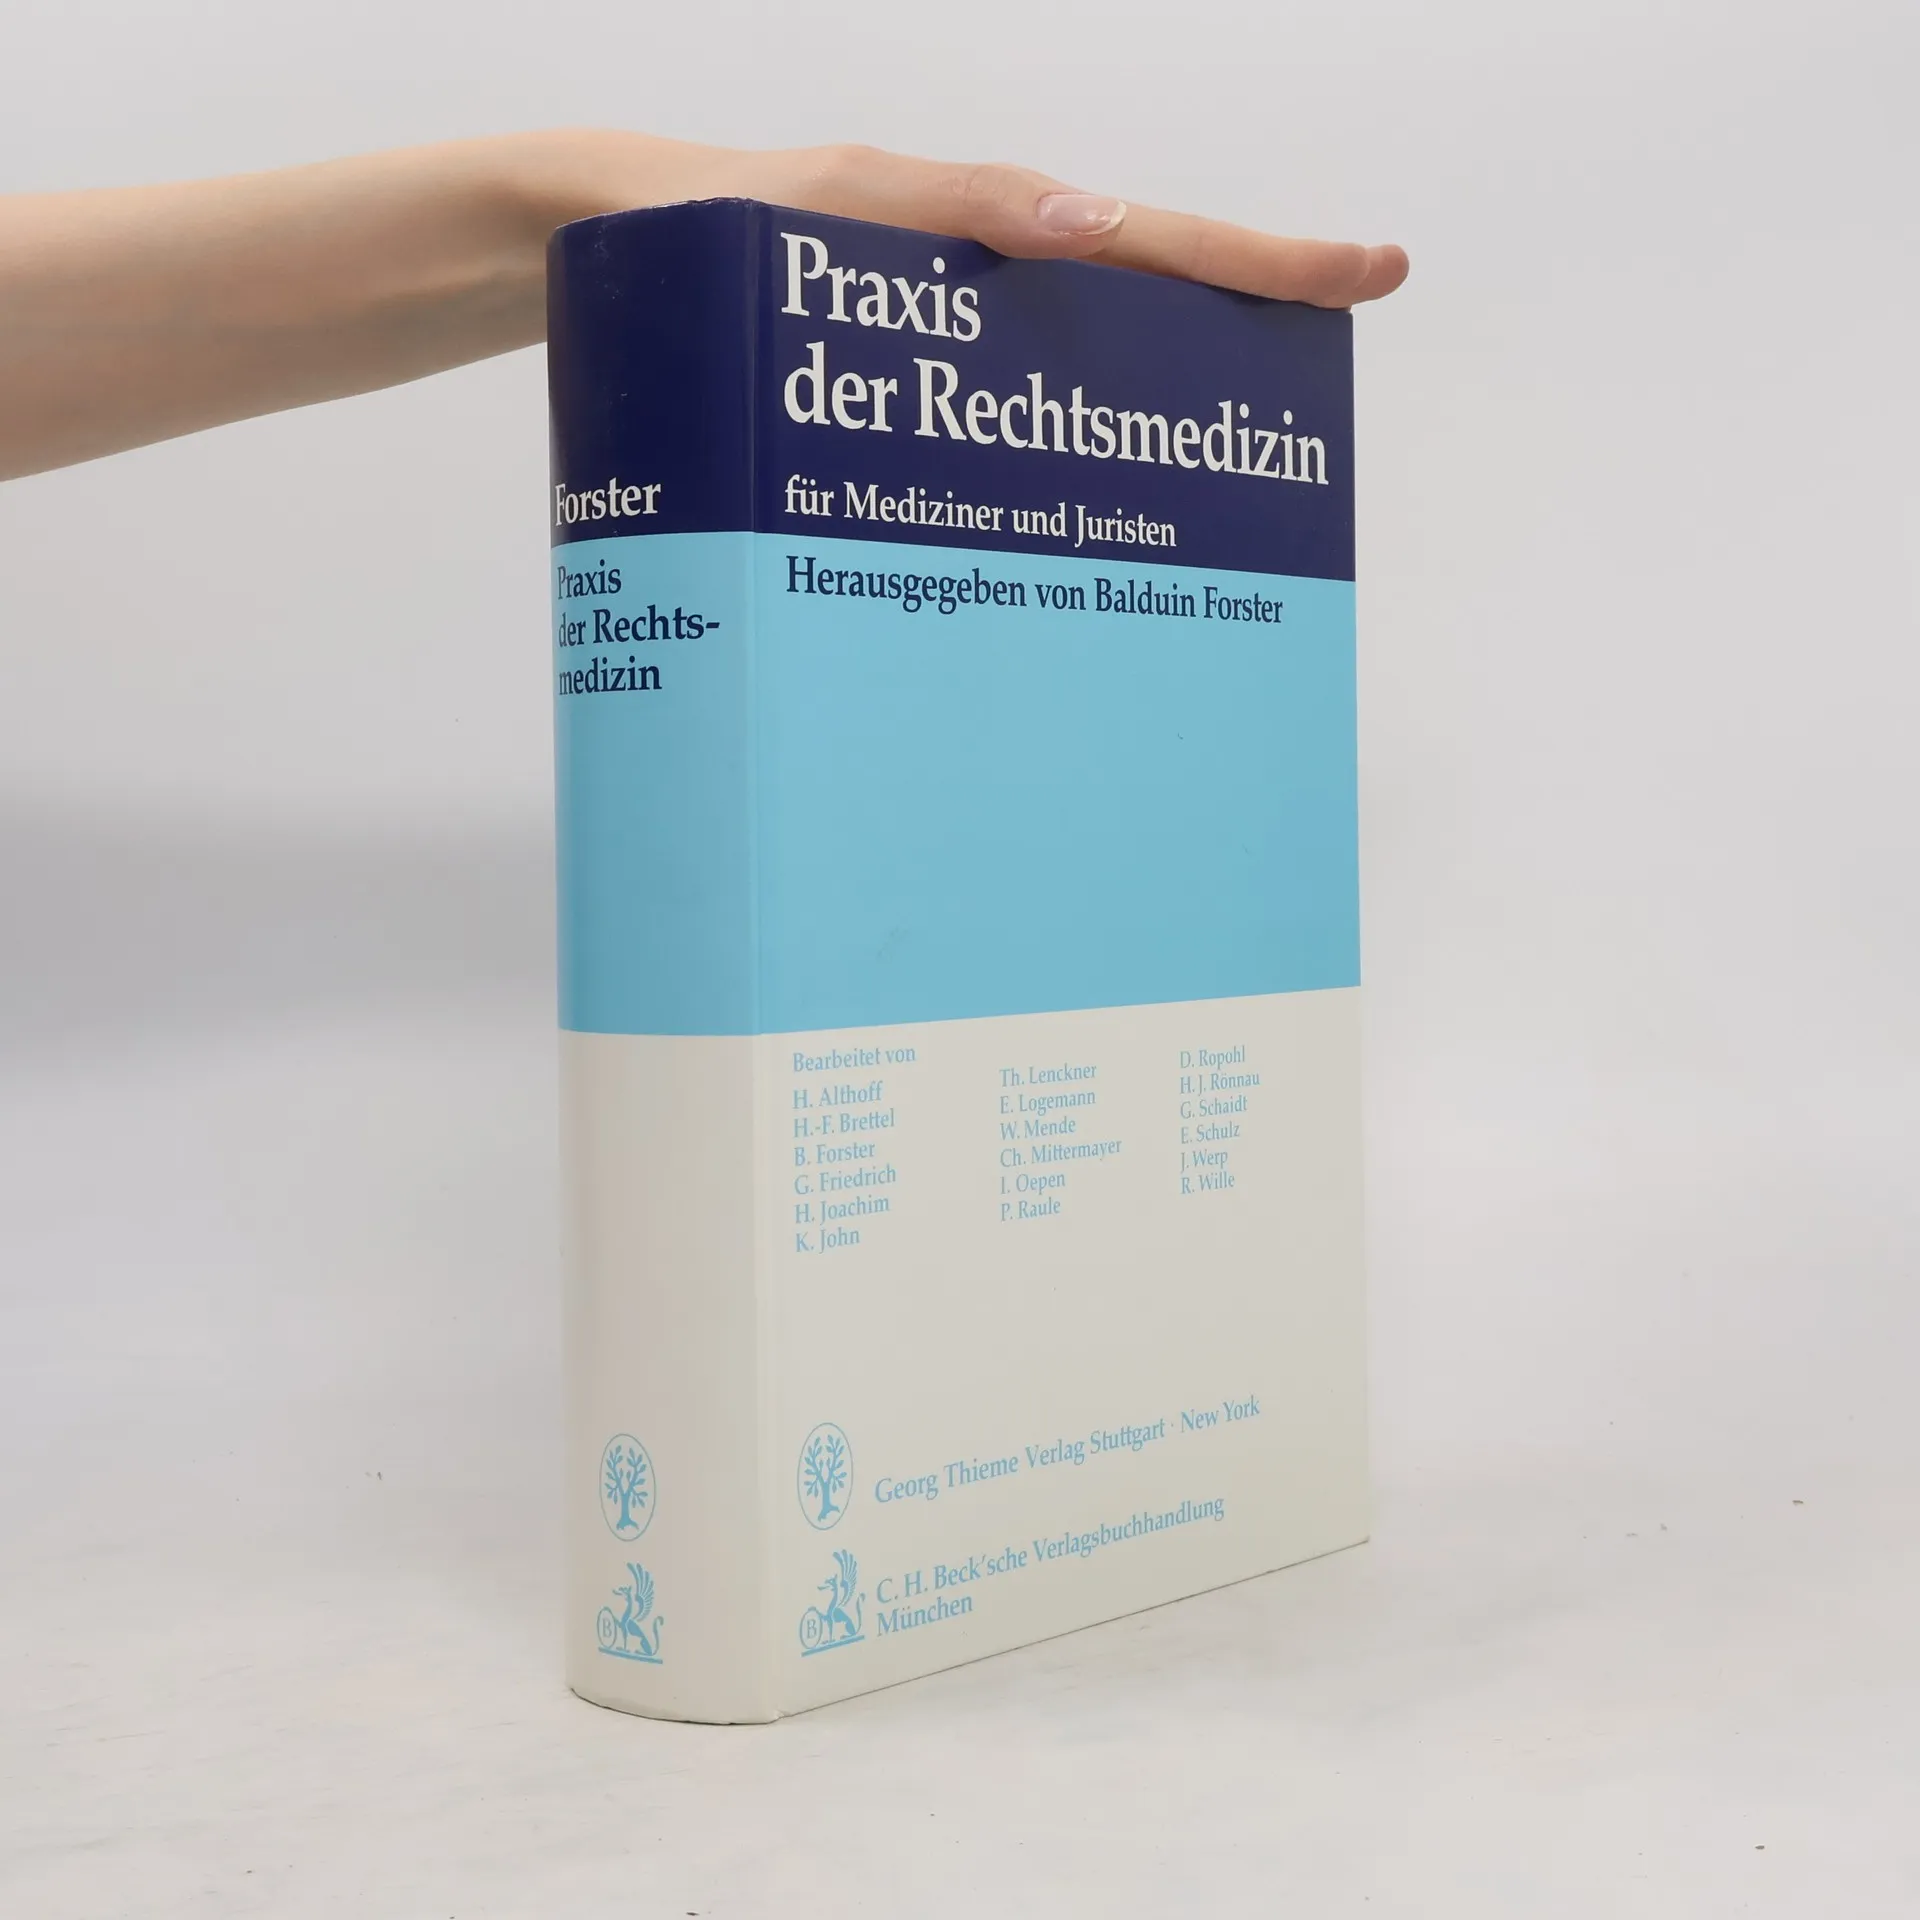 Forster
Praxis
der Rechts-
medizin
B
Praxis
der Rechtsmedizin
für Mediziner und Juristen
Herausgegeben von Balduin Forster
Bearbeitet von
H. Althoff
H.-F. Brettel
B. Forster
G. Friedrich
H. Joachim
K. John
Th. Lenckner
E. Logemann
W. Mende
Ch. Mittermayer
I. Oepen
P. Raule
D. Ropohl
H. J. Rönnau
G. Schaidt
E. Schulz
J. Werp
R. Wille
Georg Thieme Verlag Stuttgart · New York
B
C. H. Beck'sche Verlagsbuchhandlung
München